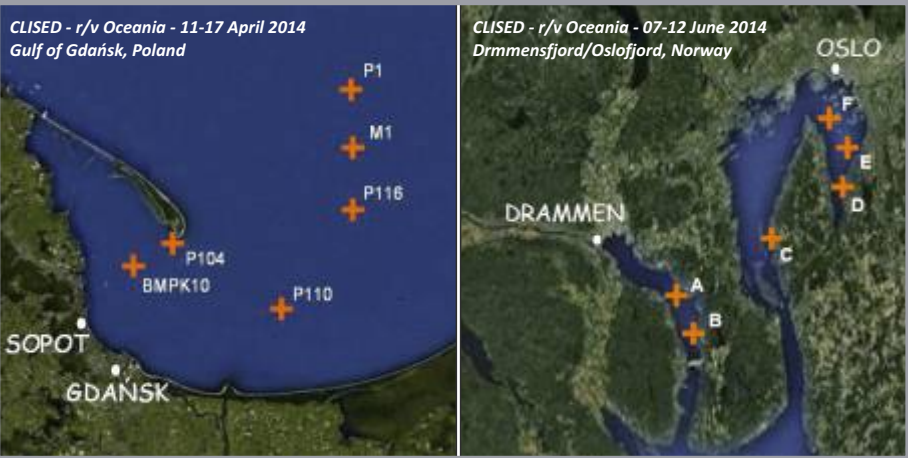 CLISED - r/v Oceania - 11-17 April 2014
Gulf of Gdańsk, Poland
P1
M1
P116
P104
BMPK10
P110
SOPOT
GDAŃSK
CLISED - r/v Oceania - 07-12 June 2014
Drmmensfjord/Oslofjord, Norway
OSLO
F
E
D
DRAMMEN
C
A
B